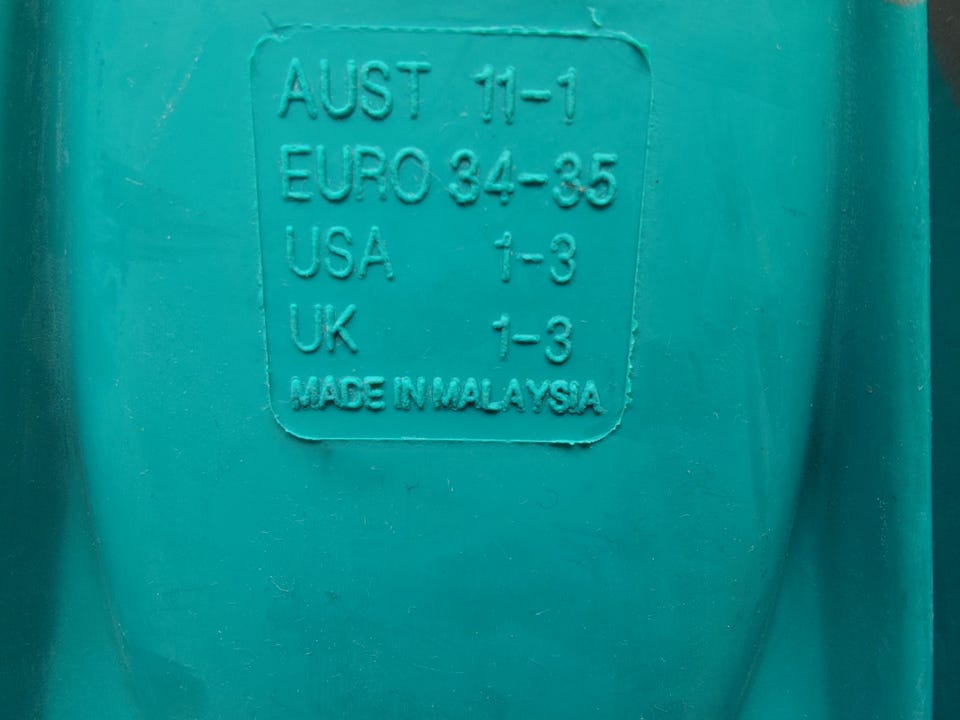 AUST 11-1
EURO 34-35
USA 1-3
UK 1-3
MADE IN MALAYSIA